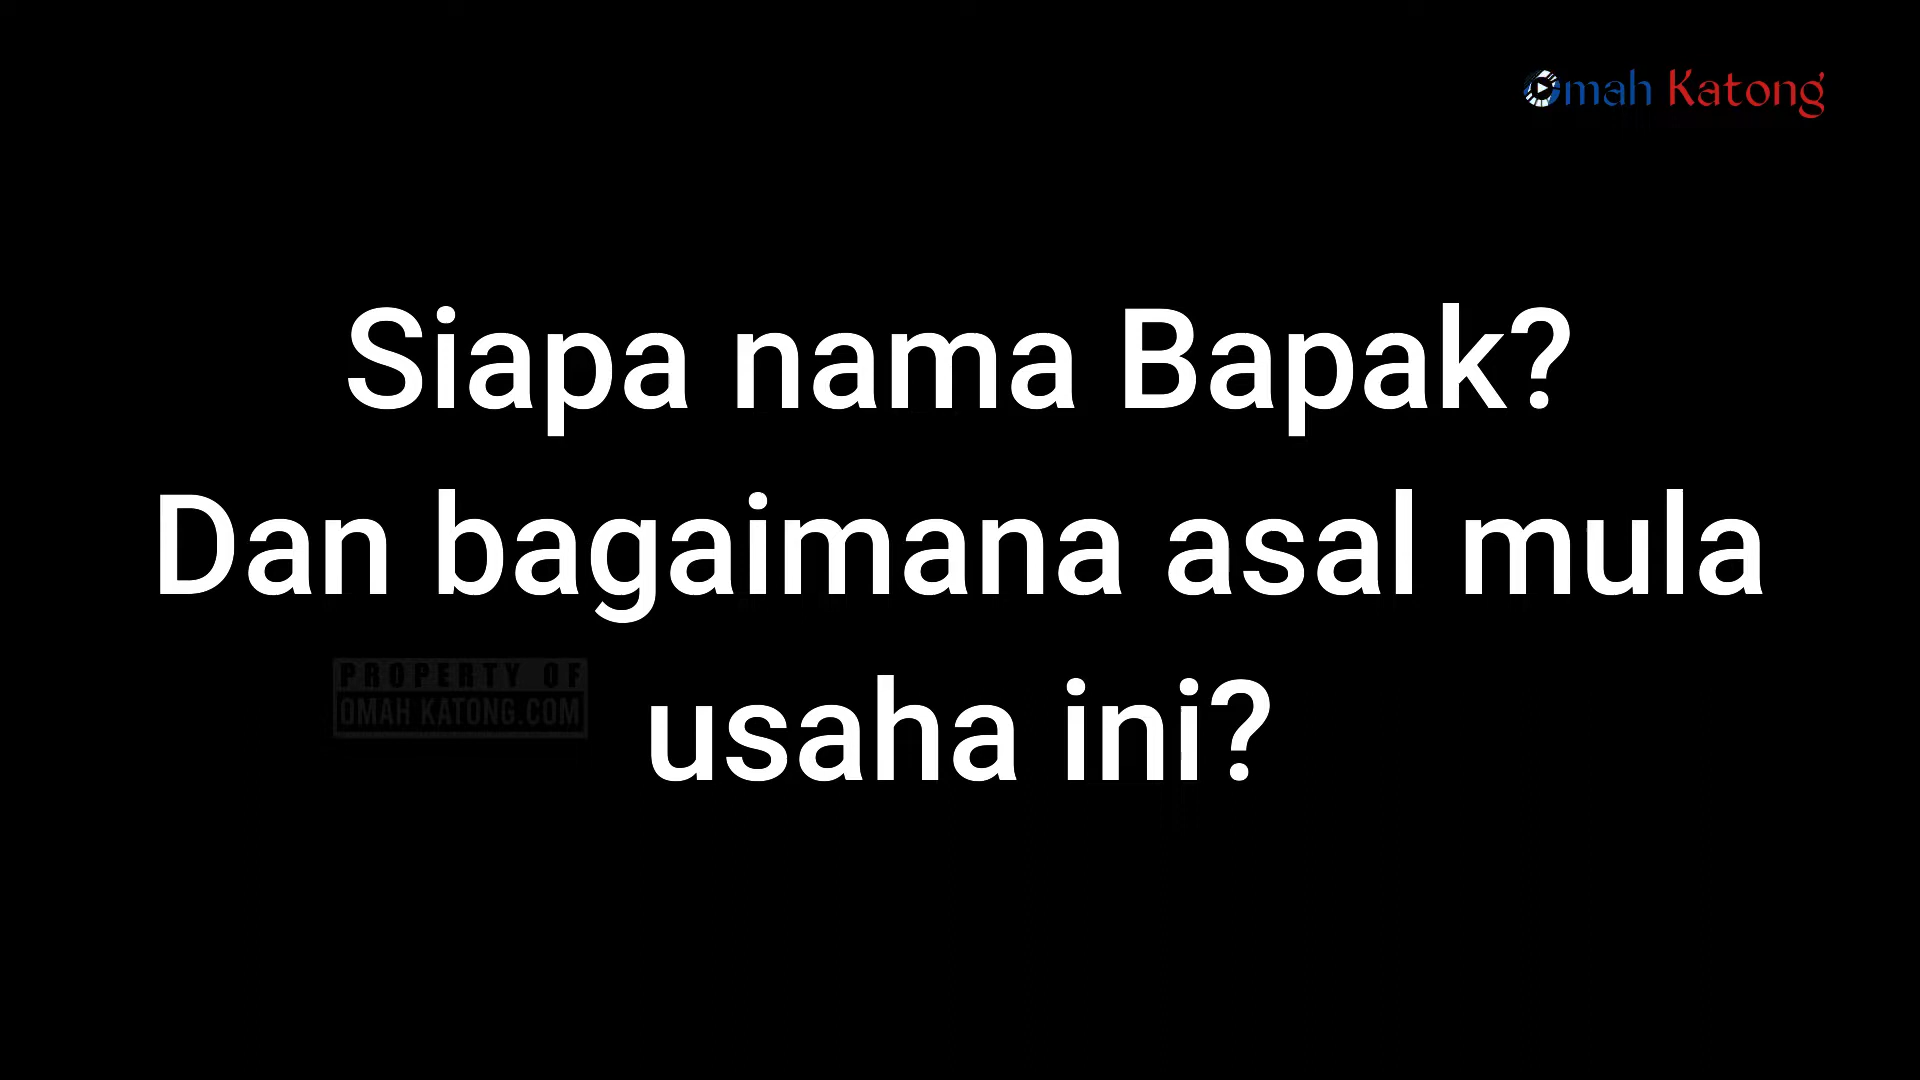 Omah Katong
Siapa nama Bapak?
Dan bagaimana asal mula
usaha ini?
PROPERTY OF
OMAH KATONG.COM